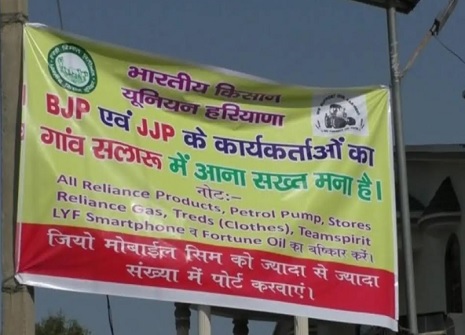 भारतीय किसान
यूनियन हरियाणा
BJP एवं JJP के कार्यकर्ताओं का
गांव सलारू में आना सख्त मना है।
नोट:-
All Reliance Products, Petrol Pump, Stores
Reliance Gas, Treds (Clothes), Teamspirit
LYF Smartphone व Fortune Oil का बाष्किार करें।
जियो मोबाईल सिम को ज्यादा से ज्यादा
संख्या में पोर्ट करवाएं।